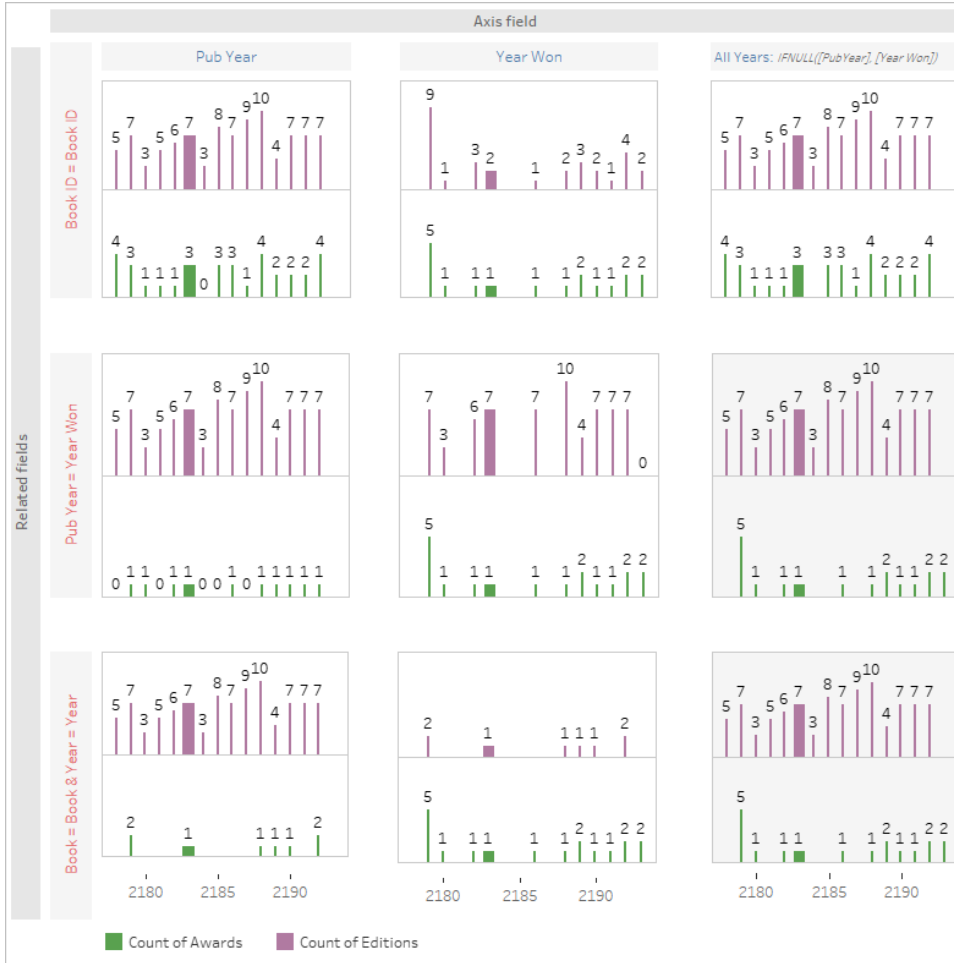 Axis field
Pub Year
Year Won
All Years: IFNULL([PubYear], [Year Won])
Related fields
Book ID = Book ID
5 7 3 5 6 7 3 8 7 9 10 4 7 7 7
9 1 3 2 1 2 3 2 1 4 2
5 7 3 5 6 7 3 8 7 9 10 4 7 7 7
4 3 1 1 1 3 0 3 3 1 4 2 2 2 4
5 1 1 1 1 1 2 1 1 2 2
4 3 1 1 1 3 3 3 1 4 2 2 2 4
Pub Year = Year Won
5 7 3 5 6 7 3 8 7 9 10 4 7 7 7
7 3 6 7 7 10 4 7 7 7 0
5 7 3 5 6 7 3 8 7 9 10 4 7 7 7
0 1 1 0 1 1 0 0 1 0 1 1 1 1 1
5 1 1 1 1 1 2 1 1 2 2
5 1 1 1 1 1 2 1 1 2 2
Book = Book & Year = Year
5 7 3 5 6 7 3 8 7 9 10 4 7 7 7
2 1 1 1 1 2
5 7 3 5 6 7 3 8 7 9 10 4 7 7 7
2 1 1 1 1 2
5 1 1 1 1 1 2 1 1 2 2
5 1 1 1 1 1 2 1 1 2 2
2180 2185 2190
2180 2185 2190
2180 2185 2190
Count of Awards
Count of Editions